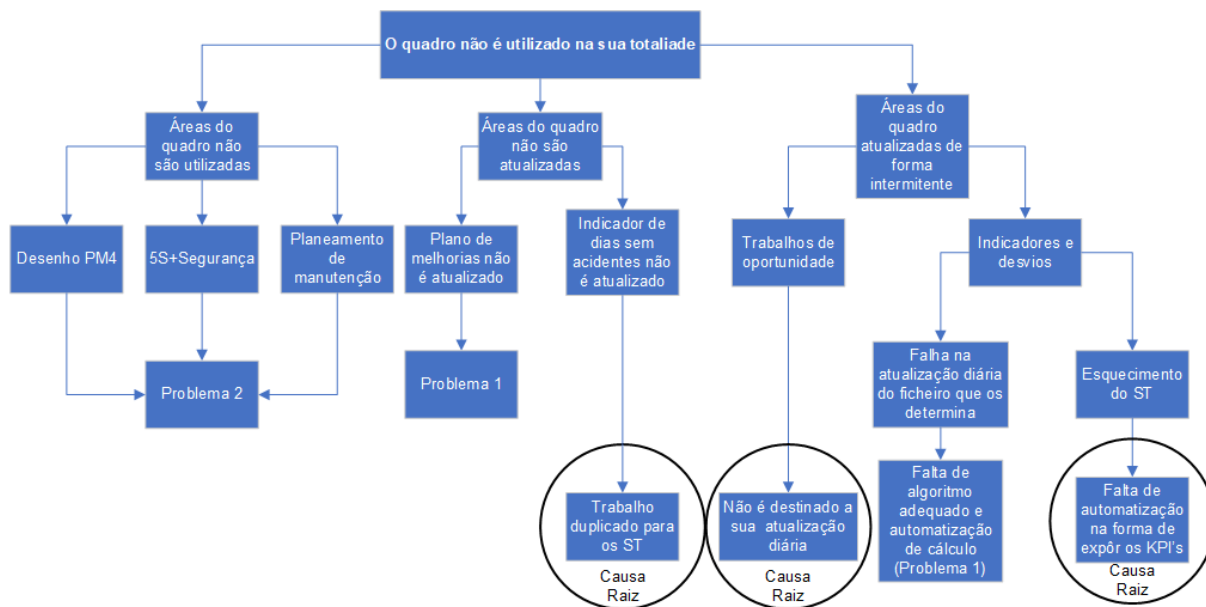 O quadro não é utilizado na sua totaliade
Áreas do
quadro não
são utilizadas
Áreas do quadro
não são
atualizadas
Áreas do
quadro
atualizadas de
forma
intermitente
Desenho PM4
5S+Segurança
Planeamento
de
manutenção
Plano de
melhorias não
é atualizado
Indicador de
dias sem
acidentes não
é atualizado
Trabalhos de
oportunidade
Indicadores e
desvios
Problema 2
Problema 1
Falha na
atualização diária
do ficheiro que os
determina
Esquecimento
do ST
Trabalho
duplicado para
os ST
Causa
Raiz
Não é destinado a
sua atualização
diária
Causa
Raiz
Falta de
algoritmo
adequado e
automatização
de cálculo
(Problema 1)
Falta de
automatização
na forma de
expôr os KPI's
Causa
Raiz